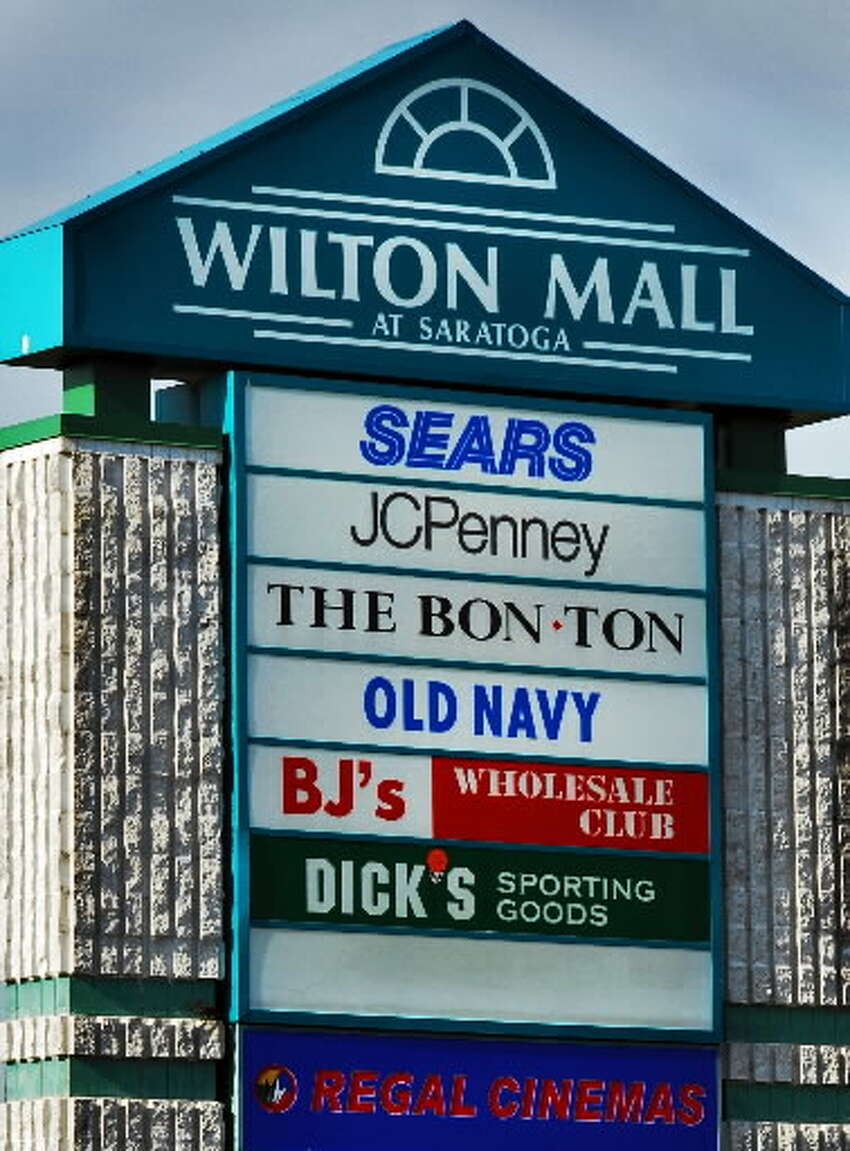 WILTON MALL
AT SARATOGA
SEARS
JCPenney
THE BON·TON
OLD NAVY
BJ's WHOLESALE
CLUB
DICK'S SPORTING
GOODS
REGAL CINEMAS